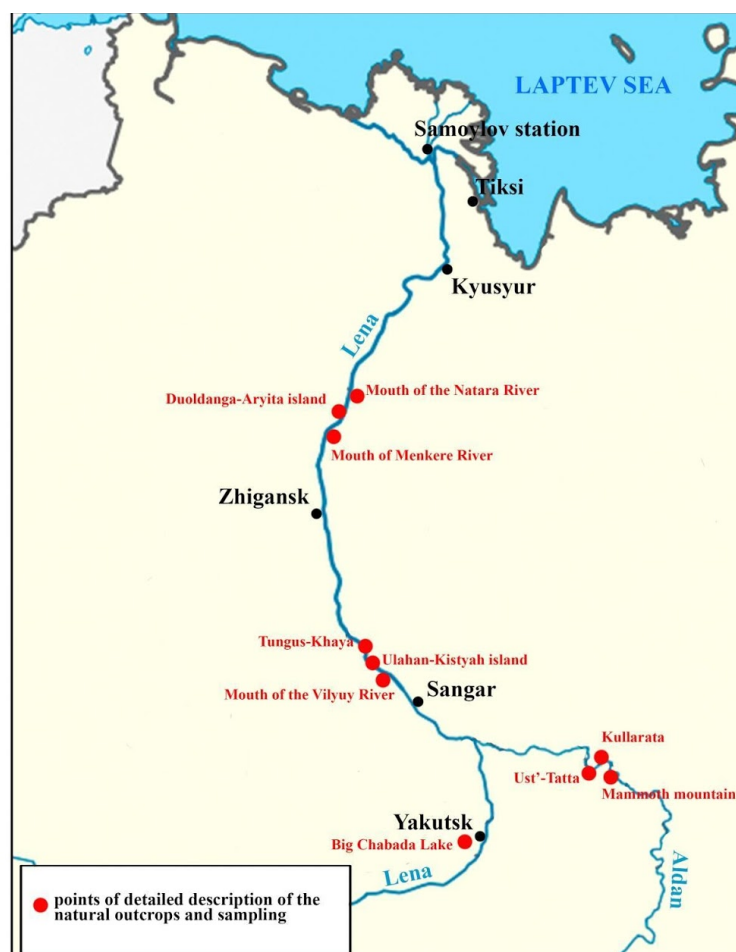 LAPTEV SEA
Samoylov station
Tiksi
Kyusyur
Lena
Mouth of the Natara River
Duoldanga-Aryita island
Mouth of Menkere River
Zhigansk
Tungus-Khaya
Ulahan-Kistyah island
Mouth of the Vilyuy River
Sangar
Kullarata
Ust'-Tatta
Mammoth mountain
Yakutsk
Big Chabada Lake
Lena
Aldan
points of detailed description of the
natural outcrops and sampling